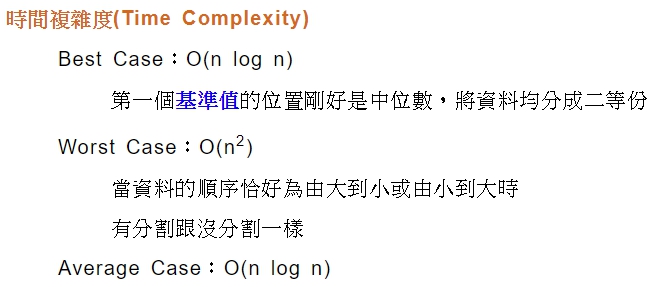 時間複雜度(Time Complexity)
Best Case：O(n log n)
第一個基準值的位置剛好是中位數，將資料均分成二等份
Worst Case：O(n²)
當資料的順序恰好為由大到小或由小到大時
有分割跟沒分割一樣
Average Case：O(n log n)